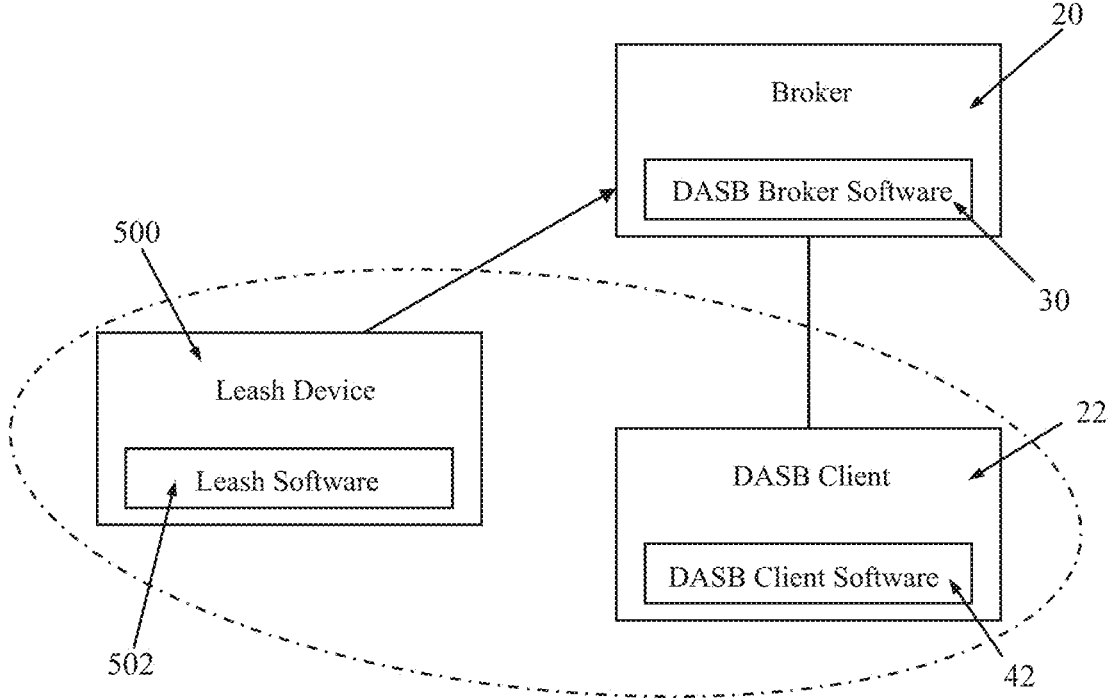 20
Broker
DASB Broker Software
500
30
Leash Device
22
DASB Client
Leash Software
DASB Client Software
502
42